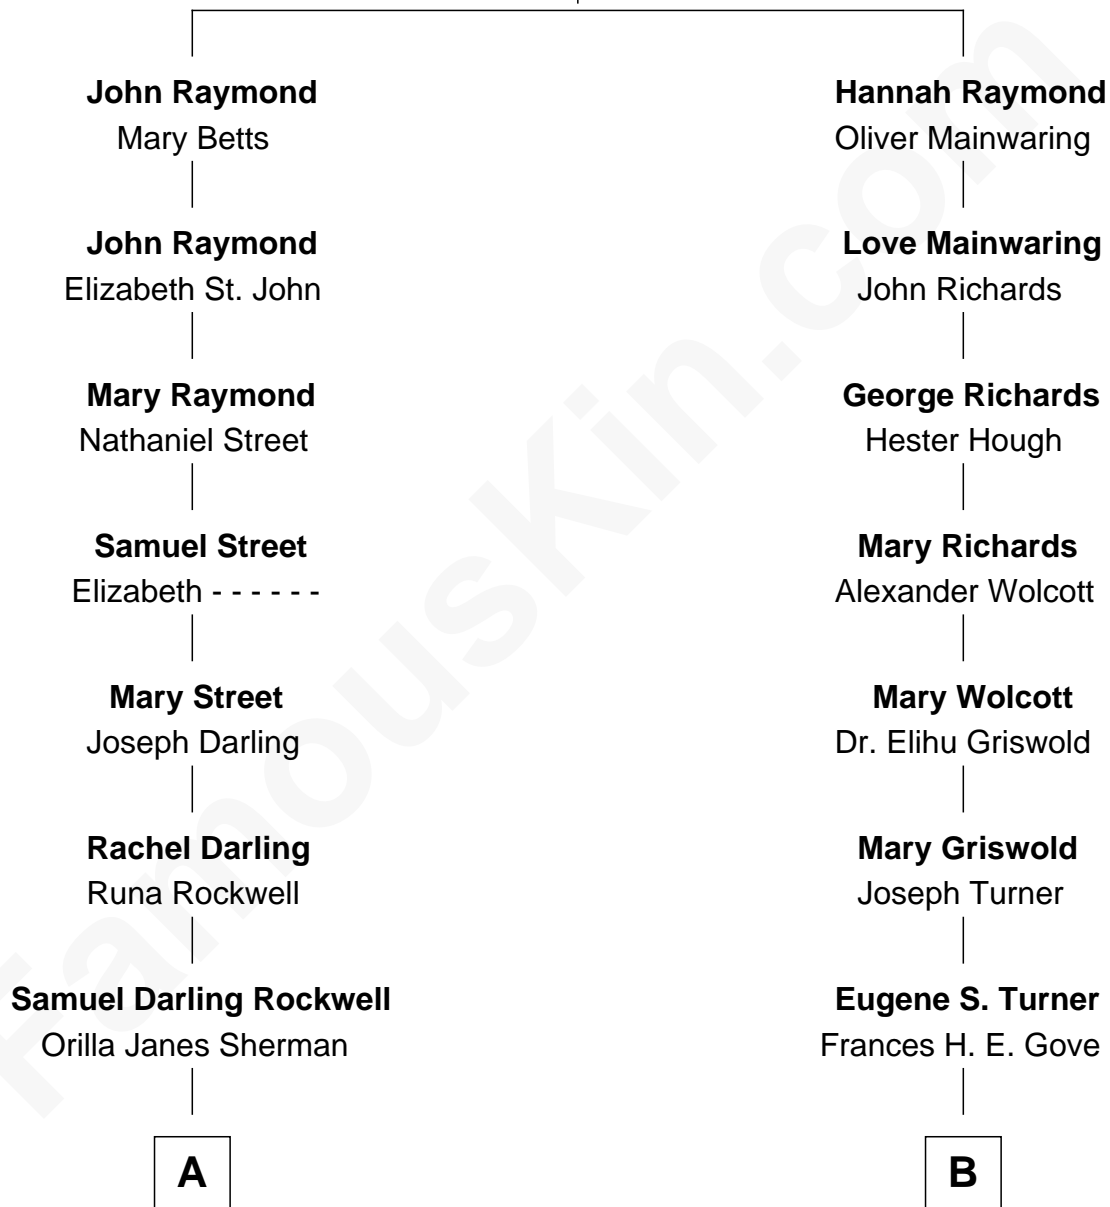 John Raymond
Mary Betts
John Raymond
Elizabeth St. John
Mary Raymond
Nathaniel Street
Samuel Street
Elizabeth - - - - - -
Mary Street
Joseph Darling
Rachel Darling
Runa Rockwell
Samuel Darling Rockwell
Orilla Janes Sherman
A
Hannah Raymond
Oliver Mainwaring
Love Mainwaring
John Richards
George Richards
Hester Hough
Mary Richards
Alexander Wolcott
Mary Wolcott
Dr. Elihu Griswold
Mary Griswold
Joseph Turner
Eugene S. Turner
Frances H. E. Gove
B
FamousKin.com